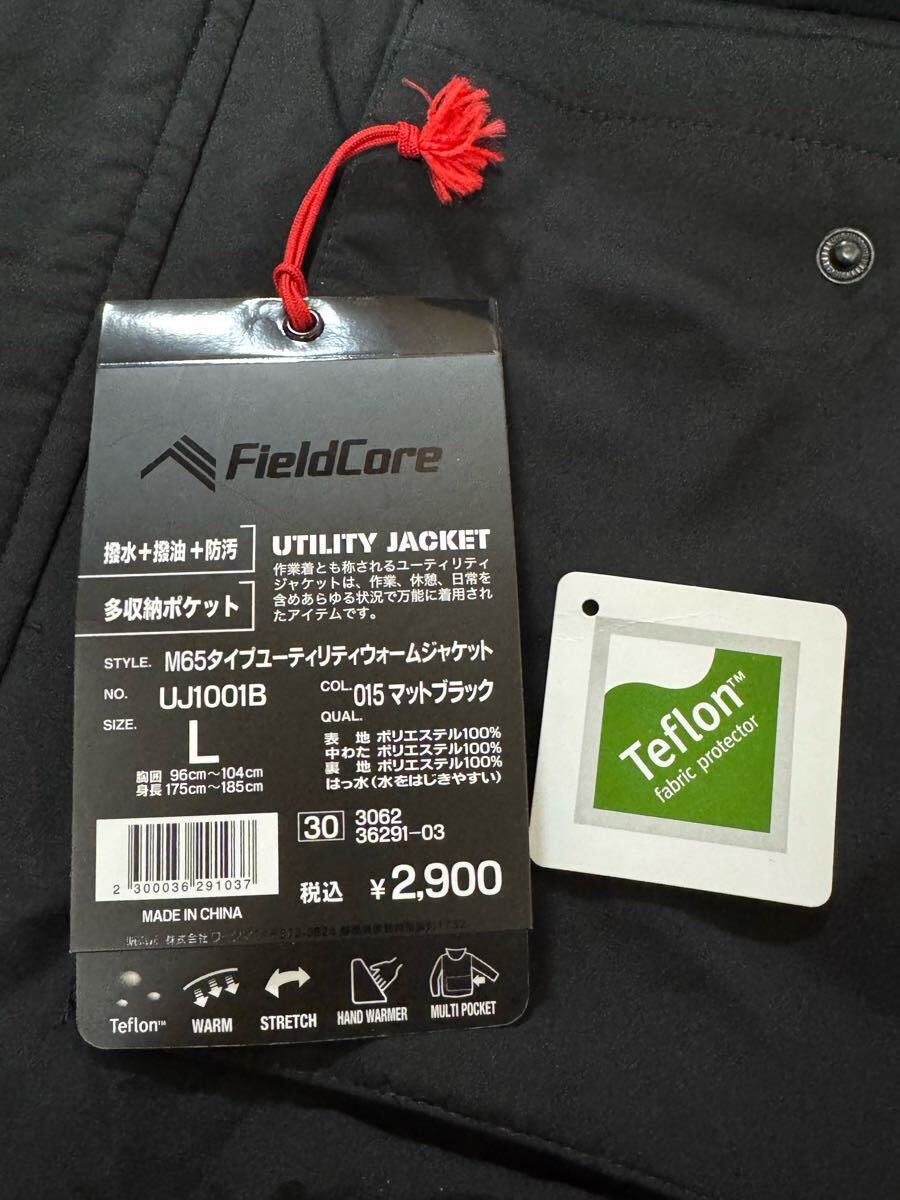 FieldCore
撥水+撥油+防汚
多収納ポケット
UTILITY JACKET
作業着とも称されるユーティリティ
ジャケットは、作業、休憩、日常を
含めあらゆる状況で万能に着用され
たアイテムです。
STYLE. M65タイプユーティリティウォームジャケット
NO. UJ1001B
COL. 015 マットブラック
SIZE. L
胸囲 96cm~104cm
身長 175cm~185cm
QUAL.
表 地 ポリエステル100%
中わた ポリエステル100%
裏 地 ポリエステル100%
はっ水(水をはじきやすい)
30 3062
36291-03
2 300036 291037
税込 ¥2,900
MADE IN CHINA
株式会社ワーク
Teflon™
WARM
STRETCH
HAND WARMER
MULTI POCKET
Teflon™
fabric protector